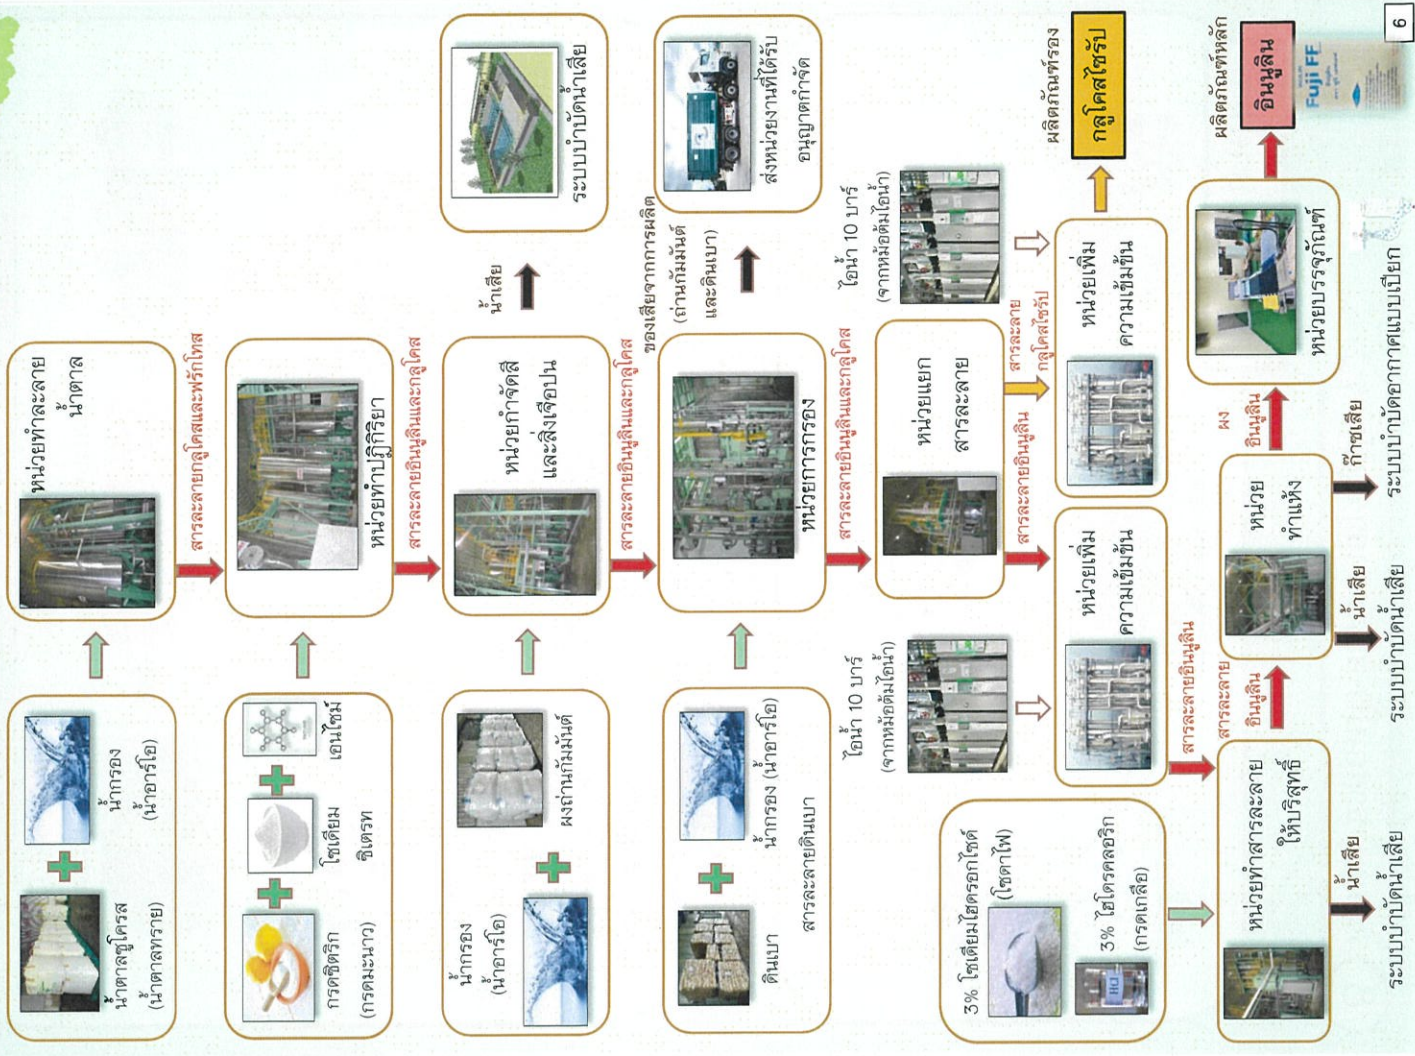 น้ำตาลซูโครส
(น้ำตาลทราย)
น้ำกรอง
(น้ำอาร์โอ)
หน่วยทำละลาย
น้ำตาล
สารละลายกลูโคสและฟรักโทส
กรดซิตริก
(กรดมะนาว)
โซเดียม
ซิเตรท
เอนไซม์
หน่วยทำปฏิกิริยา
สารละลายอินนูลินและกลูโคส
น้ำกรอง
(น้ำอาร์โอ)
ผงถ่านกัมมันต์
หน่วยกำจัดสี
และสิ่งเจือปน
น้ำเสีย
ระบบบำบัดน้ำเสีย
สารละลายอินนูลินและกลูโคส
ดินเบา
น้ำกรอง (น้ำอาร์โอ)
สารละลายดินเบา
หน่วยการกรอง
ของเสียจากการผลิต
(ถ่านกัมมันต์
และดินเบา)
ส่งหน่วยงานที่ได้รับ
อนุญาตกำจัด
สารละลายอินนูลินและกลูโคส
ไอน้ำ 10 บาร์
(จากหม้อต้มไอน้ำ)
หน่วยแยก
สารละลาย
ไอน้ำ 10 บาร์
(จากหม้อต้มไอน้ำ)
สารละลายอินนูลิน
สารละลาย
กลูโคสไซรัป
3% โซเดียมไฮดรอกไซด์
(โซดาไฟ)
3% ไฮโดรคลอริก
(กรดเกลือ)
HCl
หน่วยเพิ่ม
ความเข้มข้น
หน่วยเพิ่ม
ความเข้มข้น
ผลิตภัณฑ์รอง
กลูโคสไซรัป
สารละลายอินนูลิน
หน่วยทำสารละลาย
ให้บริสุทธิ์
สารละลาย
อินนูลิน
หน่วย
ทำแห้ง
ผง
อินนูลิน
หน่วยบรรจุภัณฑ์
ผลิตภัณฑ์หลัก
อินนูลิน
Fuji FF
น้ำเสีย
ระบบบำบัดน้ำเสีย
น้ำเสีย
ระบบบำบัดน้ำเสีย
ก๊าซเสีย
ระบบบำบัดอากาศแบบเปียก
6